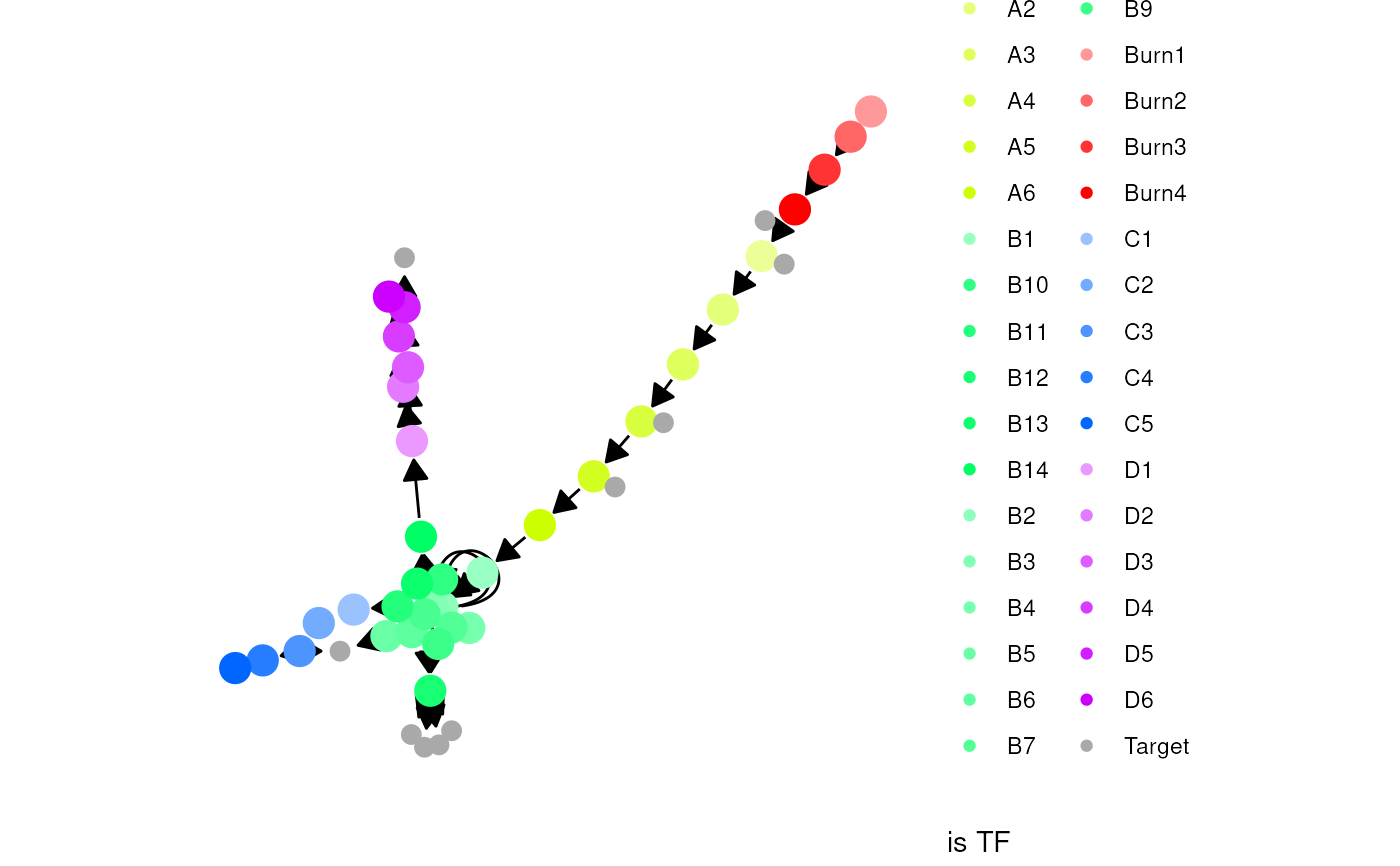 A2 B9
A3 Burn1
A4 Burn2
A5 Burn3
A6 Burn4
B1 C1
B10 C2
B11 C3
B12 C4
B13 C5
B14 D1
B2 D2
B3 D3
B4 D4
B5 D5
B6 D6
B7 Target
is TF